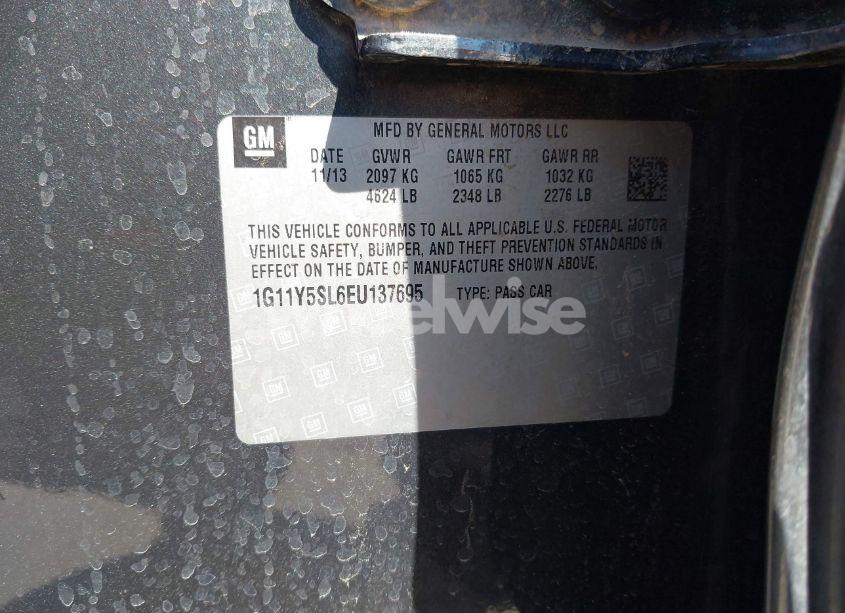 GM
MFD BY GENERAL MOTORS LLC
DATE GVWR GAWR FRT GAWR RR
11/13 2097 KG 1065 KG 1032 KG
4624 LB 2348 LB 2276 LB
THIS VEHICLE CONFORMS TO ALL APPLICABLE U.S. FEDERAL MOTOR
VEHICLE SAFETY, BUMPER, AND THEFT PREVENTION STANDARDS IN
EFFECT ON THE DATE OF MANUFACTURE SHOWN ABOVE.
1G11Y5SL6EU137695 TYPE: PASS CAR
elwise